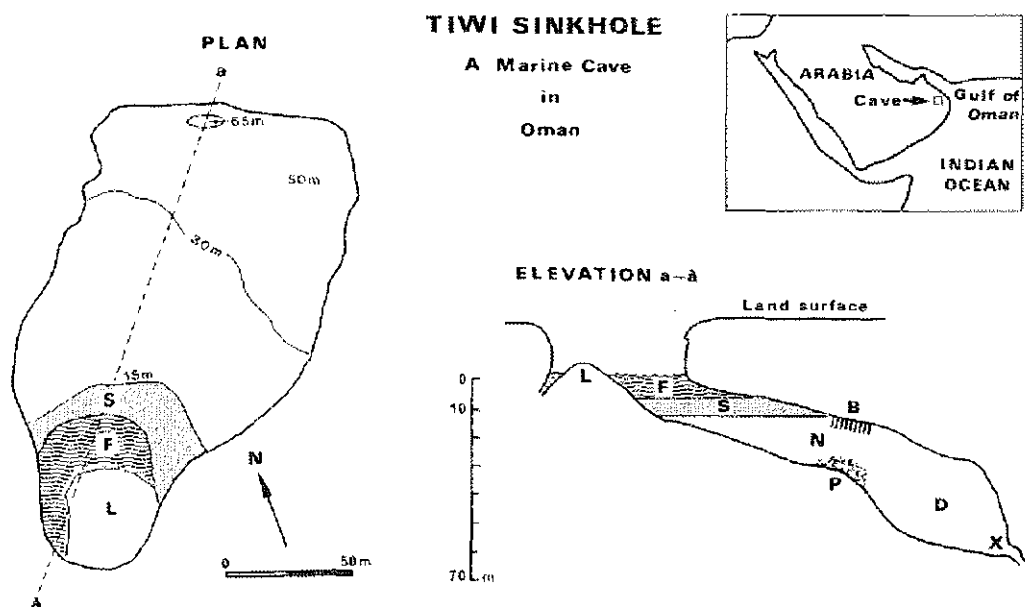 TIWI SINKHOLE
A Marine Cave
in
Oman
PLAN
a
65m
50m
30m
15m
S
F
L
à
N
0 50m
ARABIA
Cave
Gulf of
Oman
INDIAN
OCEAN
ELEVATION a–à
Land surface
0
10
70 m
L
F
S
B
N
P
D
X